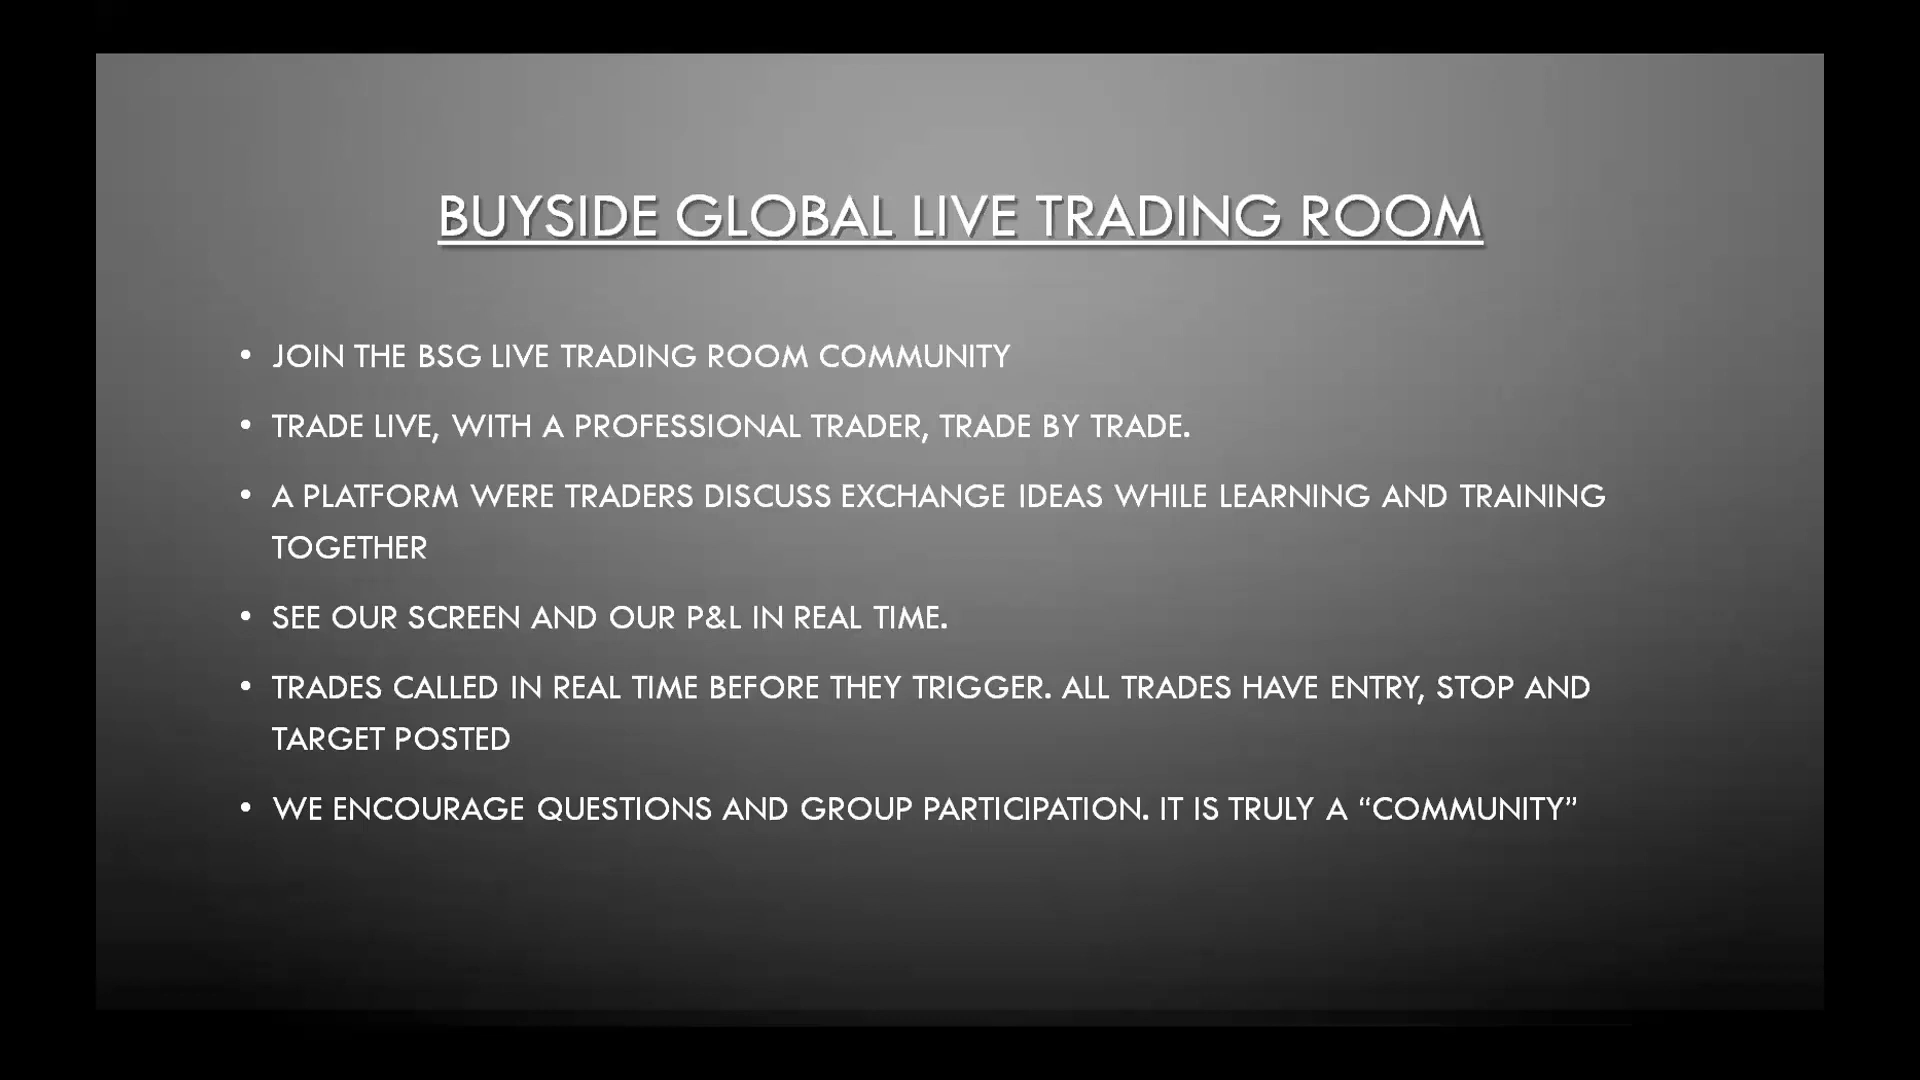 BUYSIDE GLOBAL LIVE TRADING ROOM
• JOIN THE BSG LIVE TRADING ROOM COMMUNITY
• TRADE LIVE, WITH A PROFESSIONAL TRADER, TRADE BY TRADE.
• A PLATFORM WERE TRADERS DISCUSS EXCHANGE IDEAS WHILE LEARNING AND TRAINING
TOGETHER
• SEE OUR SCREEN AND OUR P&L IN REAL TIME.
• TRADES CALLED IN REAL TIME BEFORE THEY TRIGGER. ALL TRADES HAVE ENTRY, STOP AND
TARGET POSTED
• WE ENCOURAGE QUESTIONS AND GROUP PARTICIPATION. IT IS TRULY A “COMMUNITY”